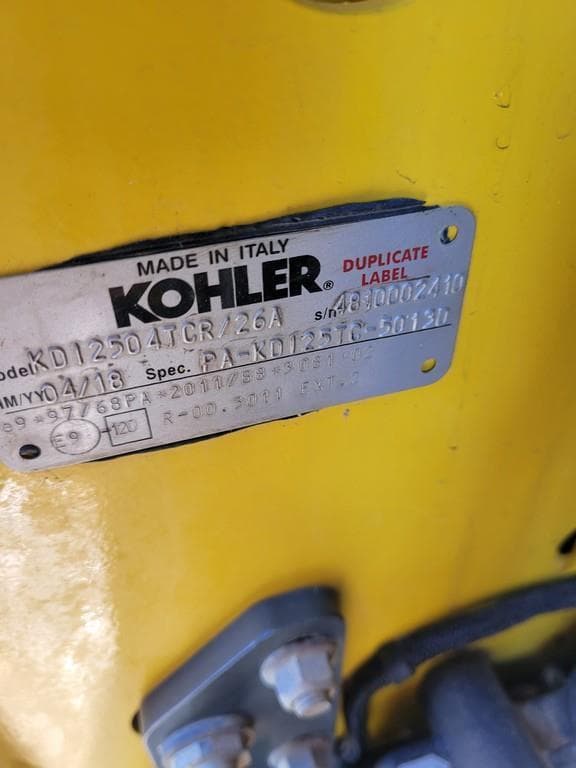 MADE IN ITALY
KOHLER®
DUPLICATE
LABEL
Model KDI2504TCR/26A s/n 4810002410
MM/YY 04/18 Spec. PA-KDI25TC-5013D
e9*97/68PA*2011/88*3081*02
E9 -120 R-00.3011 EXT.2